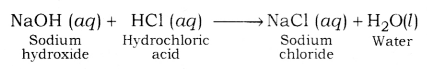 NaOH (aq) + HCl (aq) ⟶ NaCl (aq) + H₂O(l)
Sodium Hydrochloric Sodium Water
hydroxide acid chloride